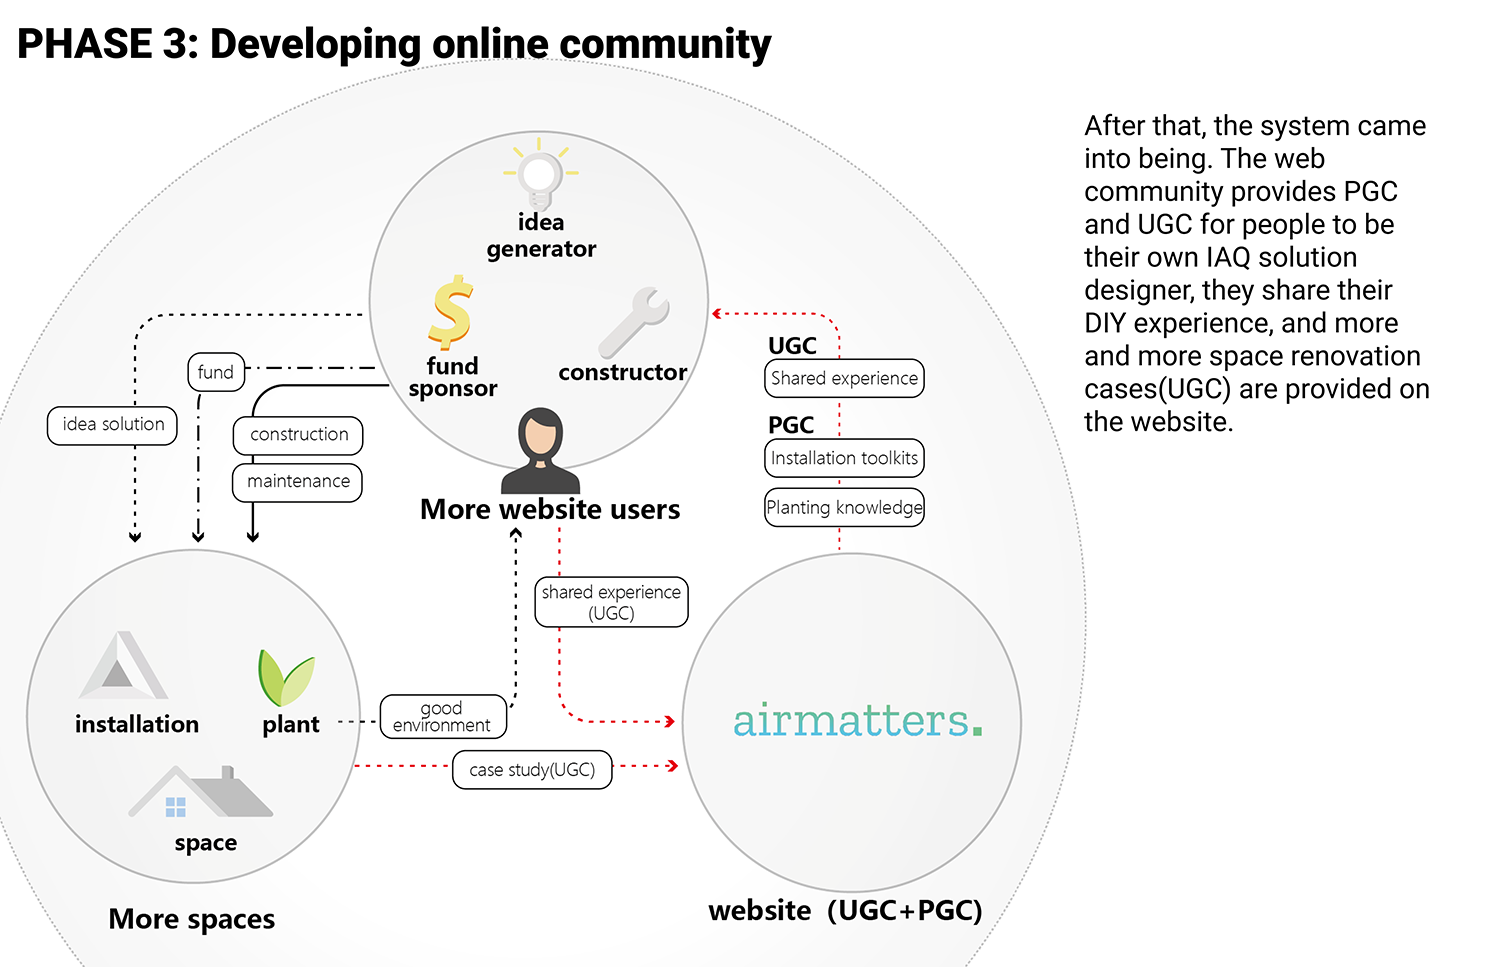 PHASE 3: Developing online community
After that, the system came
into being. The web
community provides PGC
and UGC for people to be
their own IAQ solution
designer, they share their
DIY experience, and more
and more space renovation
cases(UGC) are provided on
the website.
idea
generator
fund
sponsor
constructor
More website users
fund
idea solution
construction
maintenance
UGC
Shared experience
PGC
Installation toolkits
Planting knowledge
shared experience
(UGC)
good
environment
case study(UGC)
installation
plant
space
More spaces
airmatters.
website (UGC+PGC)